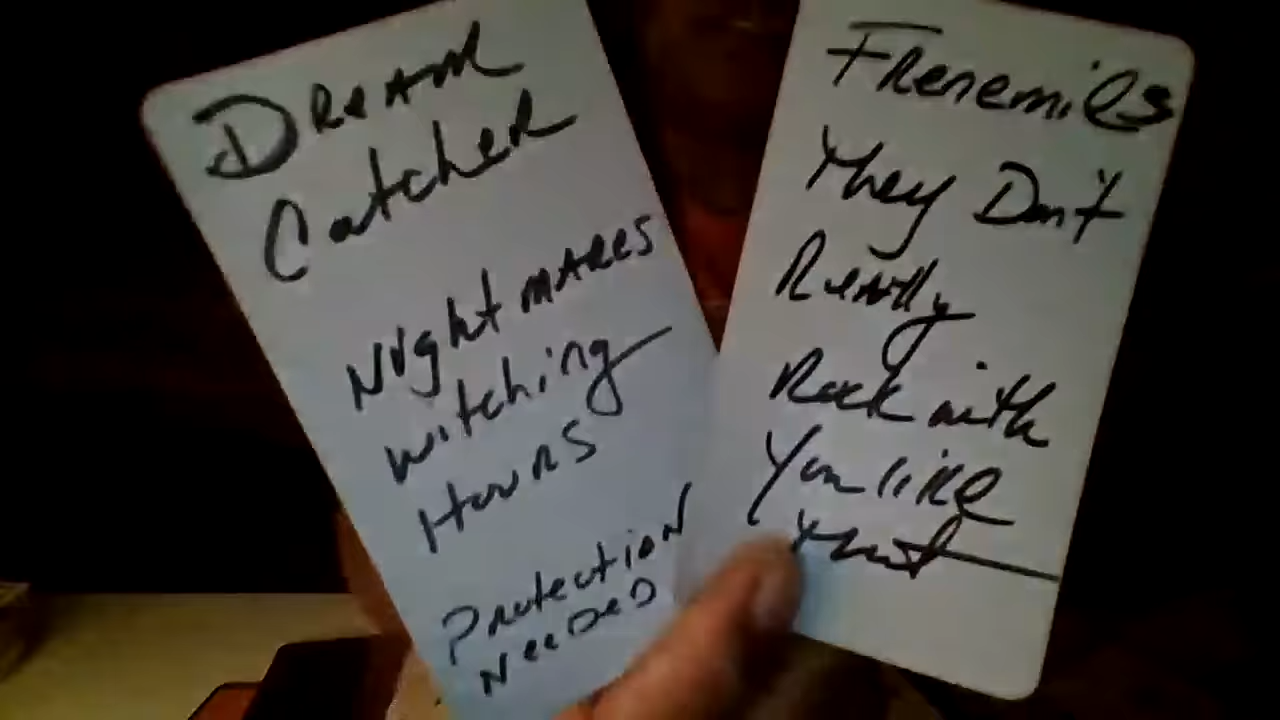 DReAM
Catcher
NightmARes
witching
HouRS
Protection
NeeDeD
Frenemies
They Don't
Really
Rock with
You like
that